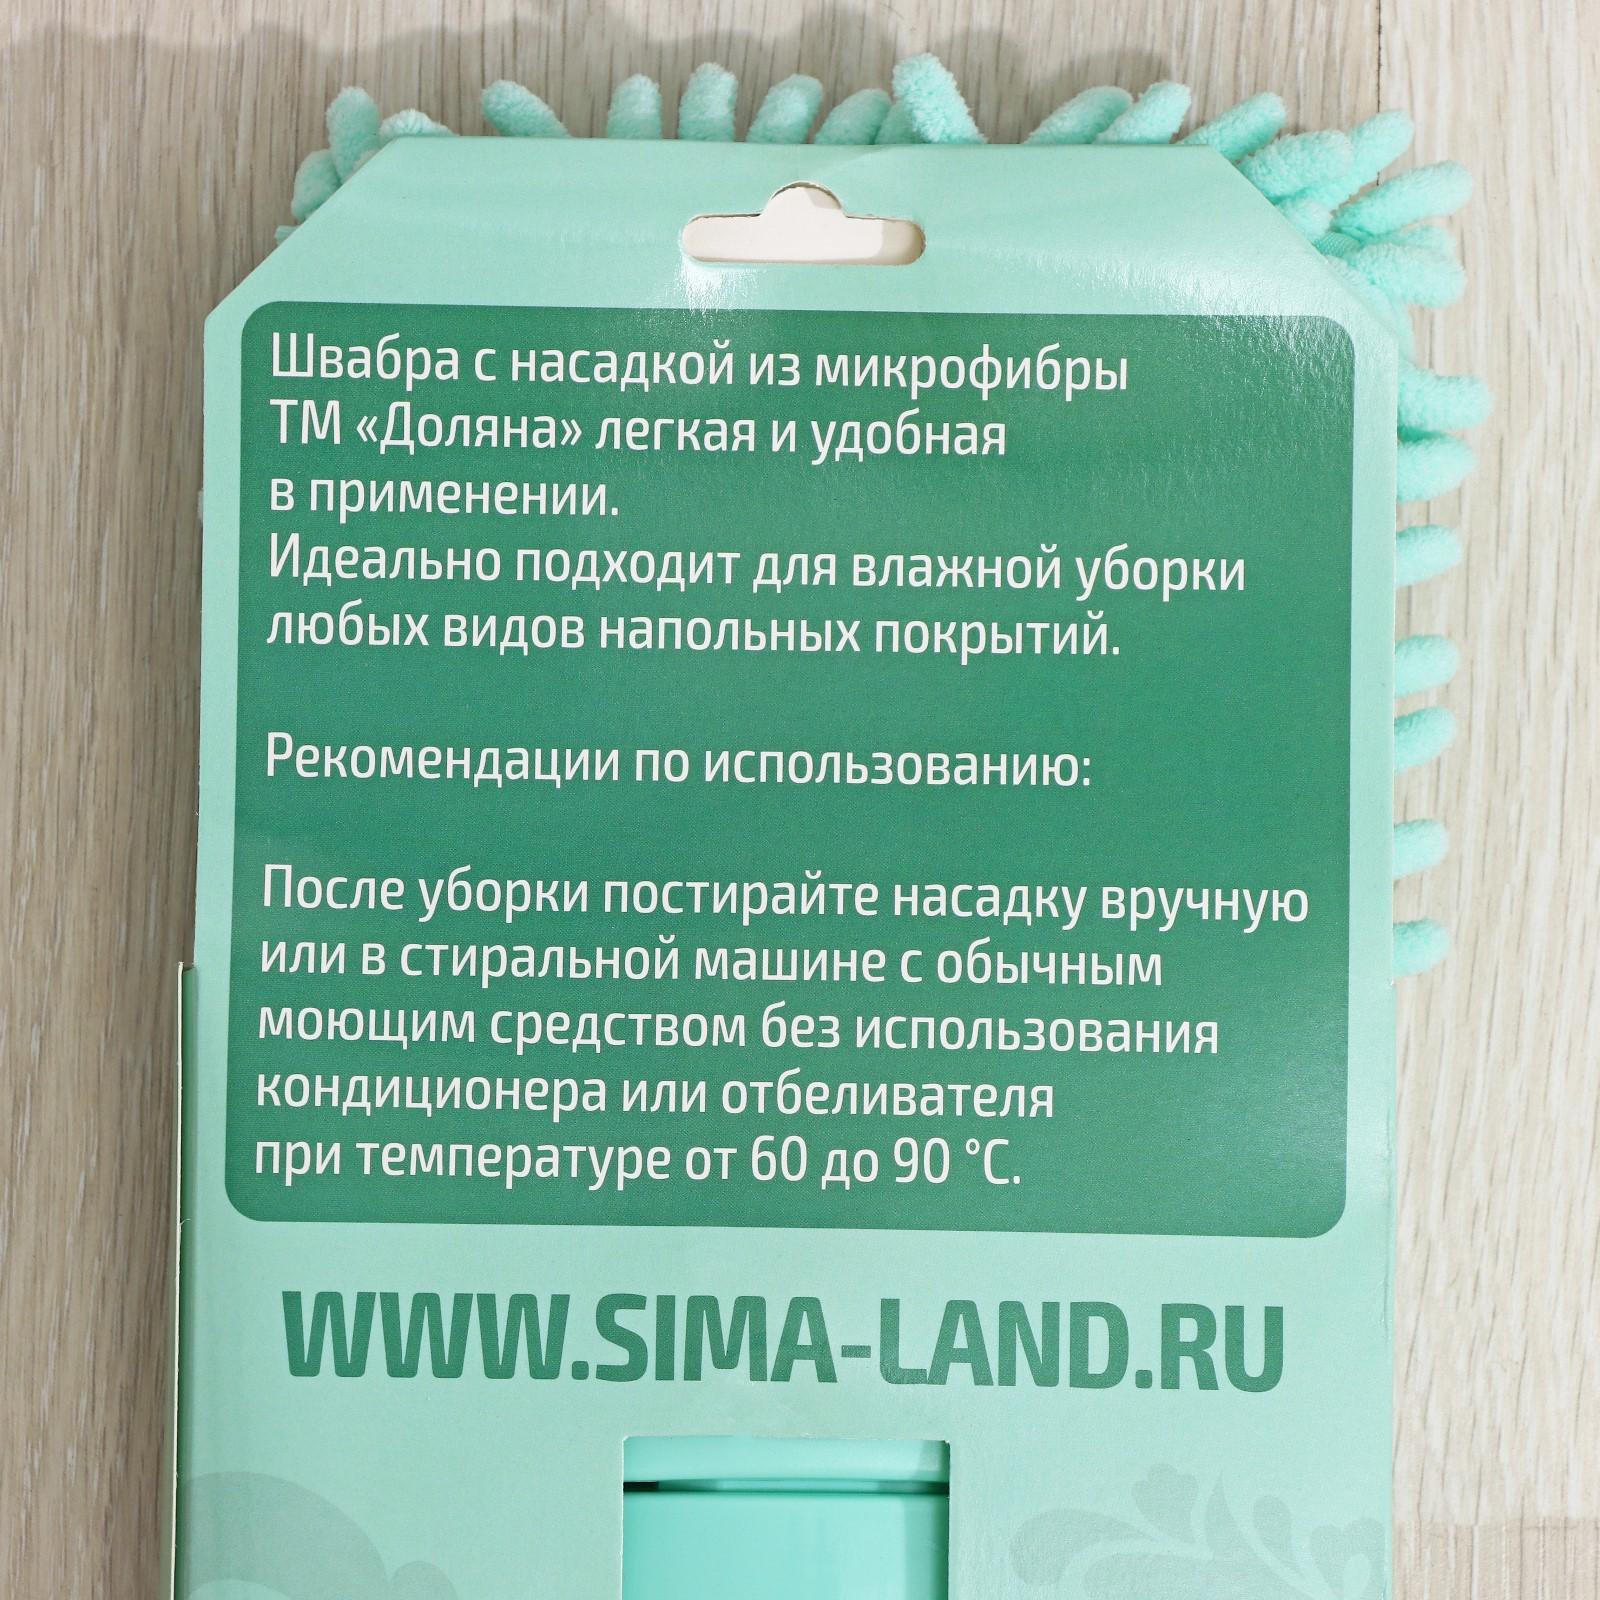 Швабра с насадкой из микрофибры
ТМ «Доляна» легкая и удобная
в применении.
Идеально подходит для влажной уборки
любых видов напольных покрытий.
Рекомендации по использованию:
После уборки постирайте насадку вручную
или в стиральной машине с обычным
моющим средством без использования
кондиционера или отбеливателя
при температуре от 60 до 90 °С.
WWW.SIMA-LAND.RU